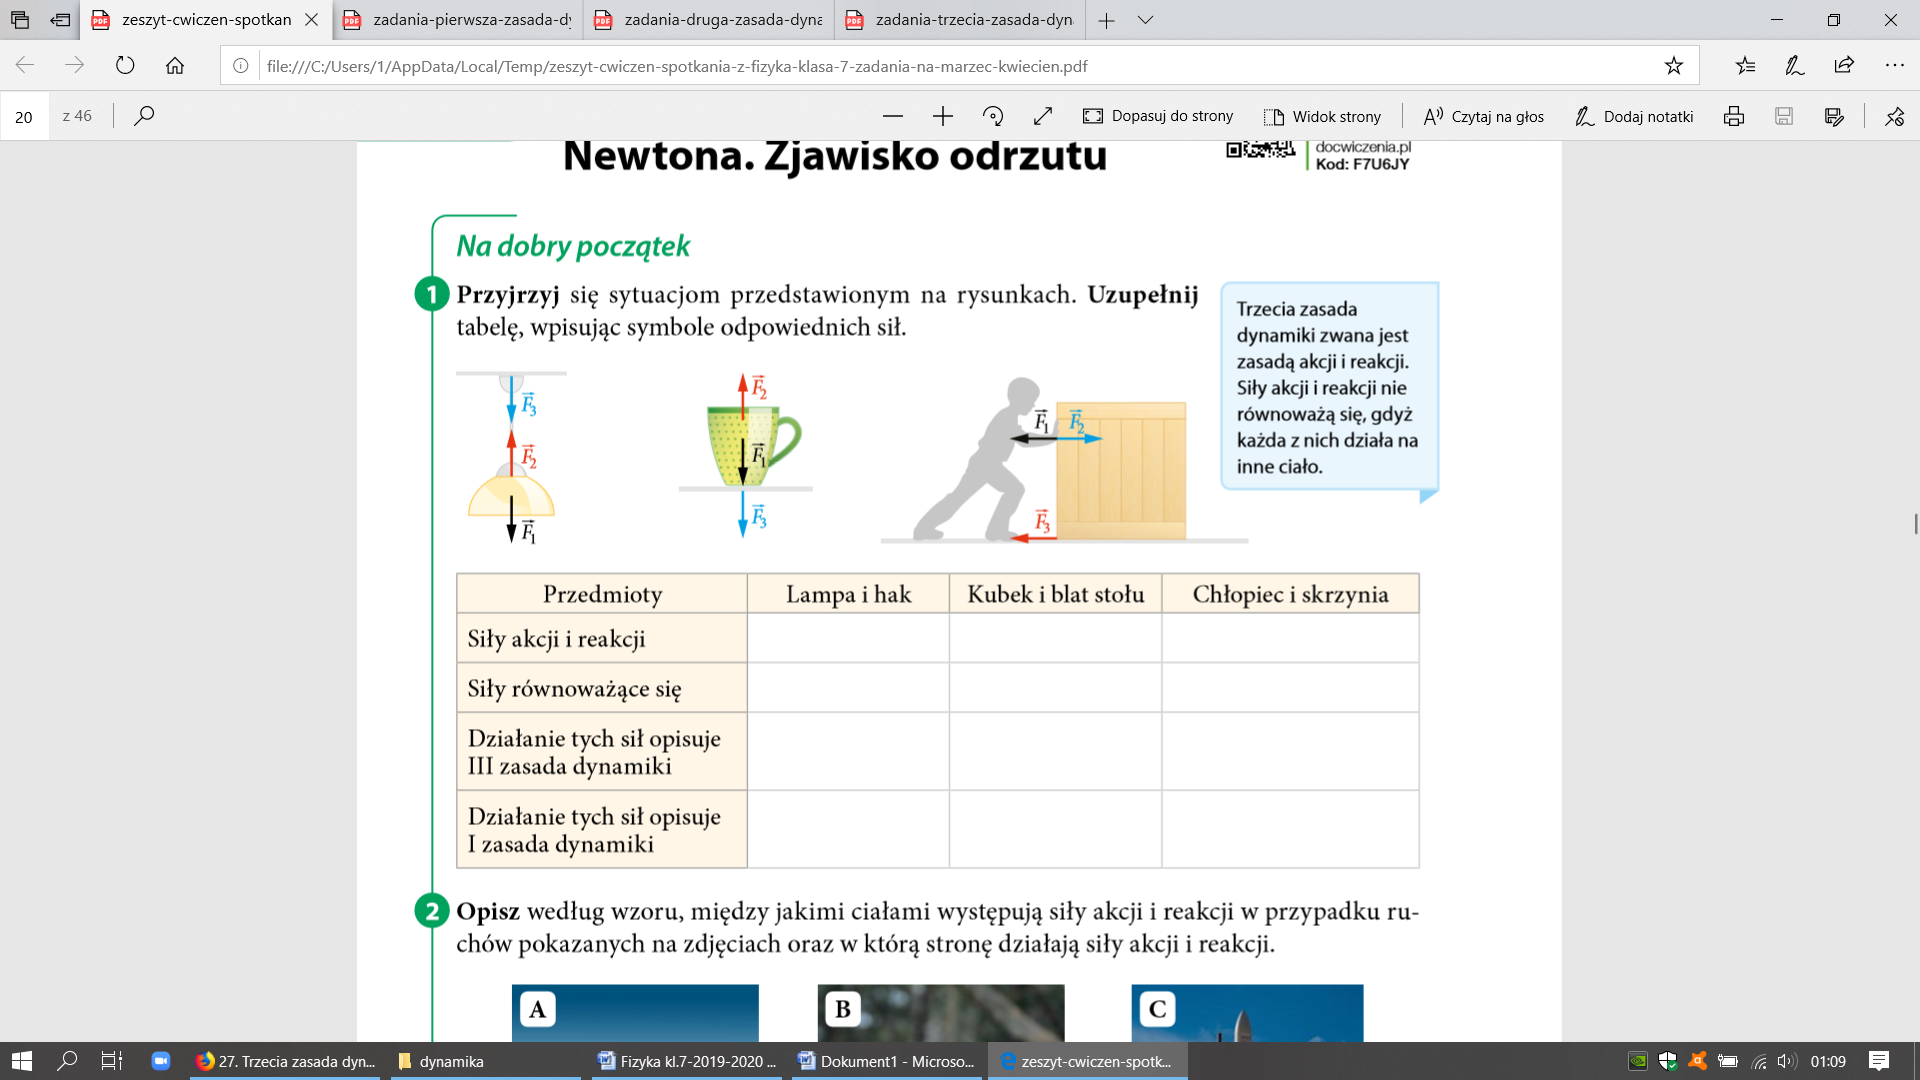 zeszyt-cwiczen-spotkan
zadania-pierwsza-zasada-dy
zadania-druga-zasada-dyna
zadania-trzecia-zasada-dyn
file:///C:/Users/1/AppData/Local/Temp/zeszyt-cwiczen-spotkania-z-fizyka-klasa-7-zadania-na-marzec-kwiecien.pdf
20 z 46
Dopasuj do strony
Widok strony
Czytaj na głos
Dodaj notatki
Newtona. Zjawisko odrzutu
docwiczenia.pl
Kod: F7U6JY
Na dobry początek
1 Przyjrzyj się sytuacjom przedstawionym na rysunkach. Uzupełnij
tabelę, wpisując symbole odpowiednich sił.
Trzecia zasada
dynamiki zwana jest
zasadą akcji i reakcji.
Siły akcji i reakcji nie
równoważą się, gdyż
każda z nich działa na
inne ciało.
F3
F2
F1
F2
F1
F3
F1 F2
F3
Przedmioty Lampa i hak Kubek i blat stołu Chłopiec i skrzynia
Siły akcji i reakcji
Siły równoważące się
Działanie tych sił opisuje
III zasada dynamiki
Działanie tych sił opisuje
I zasada dynamiki
2 Opisz według wzoru, między jakimi ciałami występują siły akcji i reakcji w przypadku ru-
chów pokazanych na zdjęciach oraz w którą stronę działają siły akcji i reakcji.
A B C
27. Trzecia zasada dyn...
dynamika
Fizyka kl.7-2019-2020 ...
Dokument1 - Microso...
zeszyt-cwiczen-spotk...
01:09